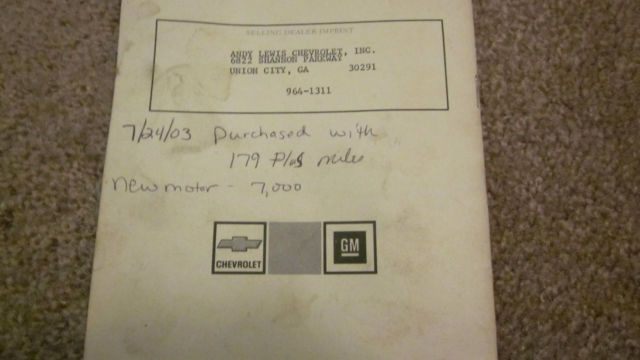 SELLING DEALER IMPRINT
ANDY LEWIS CHEVROLET, INC.
6822 SHANNON PARKWAY
UNION CITY, GA 30291
964-1311
7/24/03 Purchased with
179 Plus miles
New motor - 7,000
CHEVROLET
GM